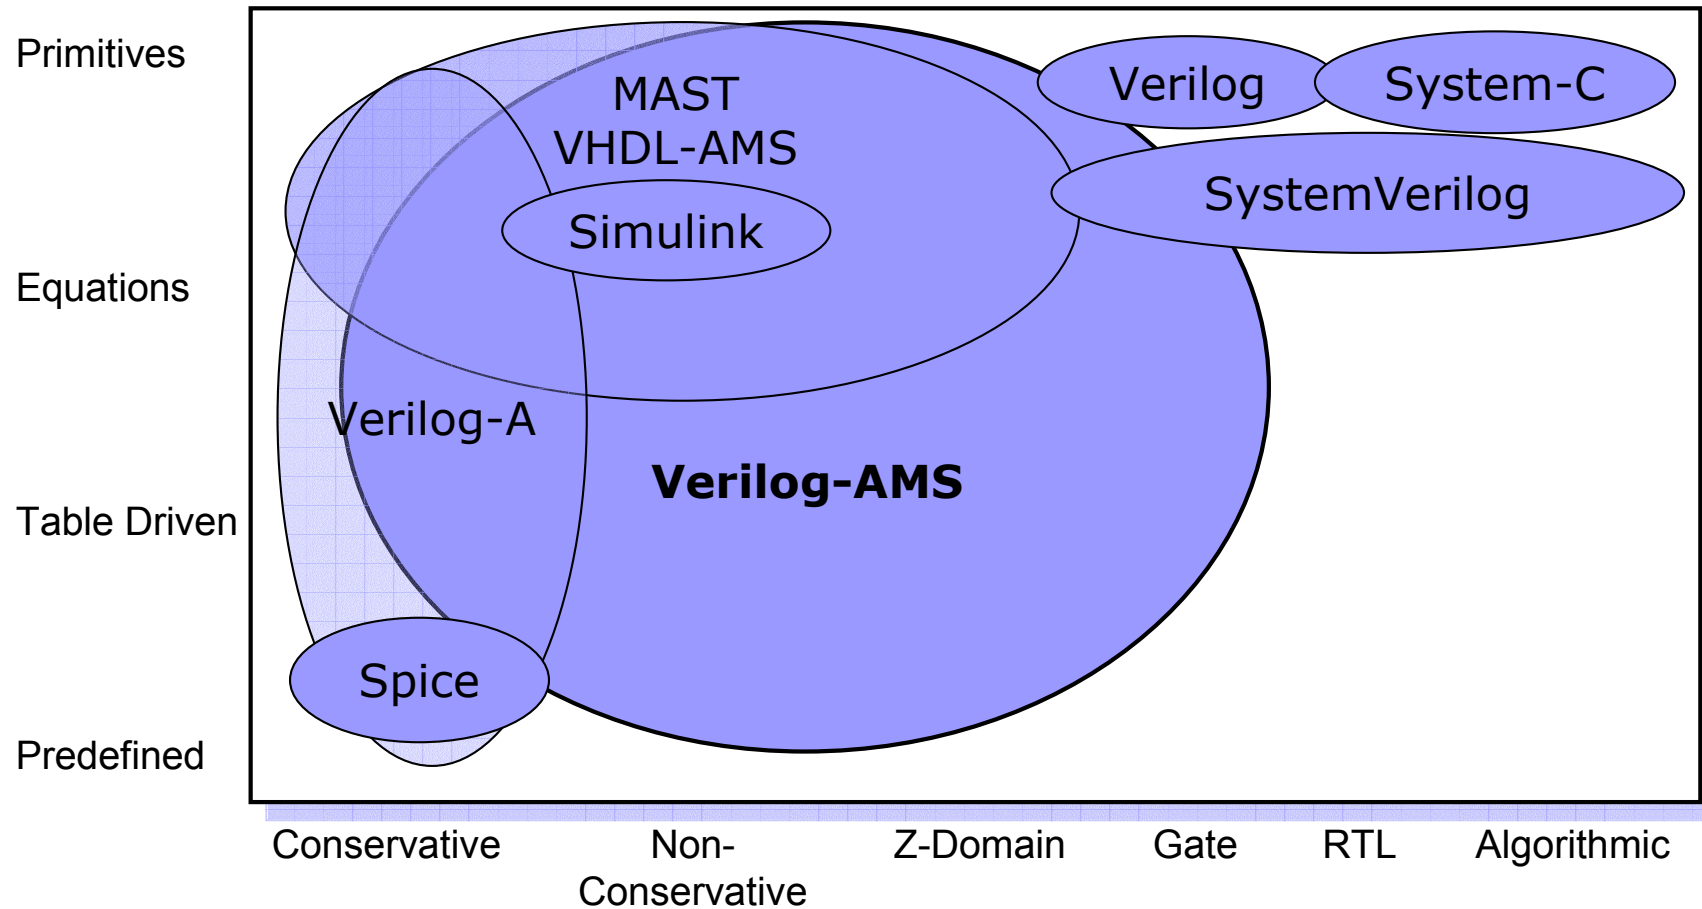 Primitives
Equations
Table Driven
Predefined
MAST
VHDL-AMS
Simulink
Verilog
System-C
SystemVerilog
Verilog-A
Verilog-AMS
Spice
Conservative
Non-
Conservative
Z-Domain
Gate
RTL
Algorithmic